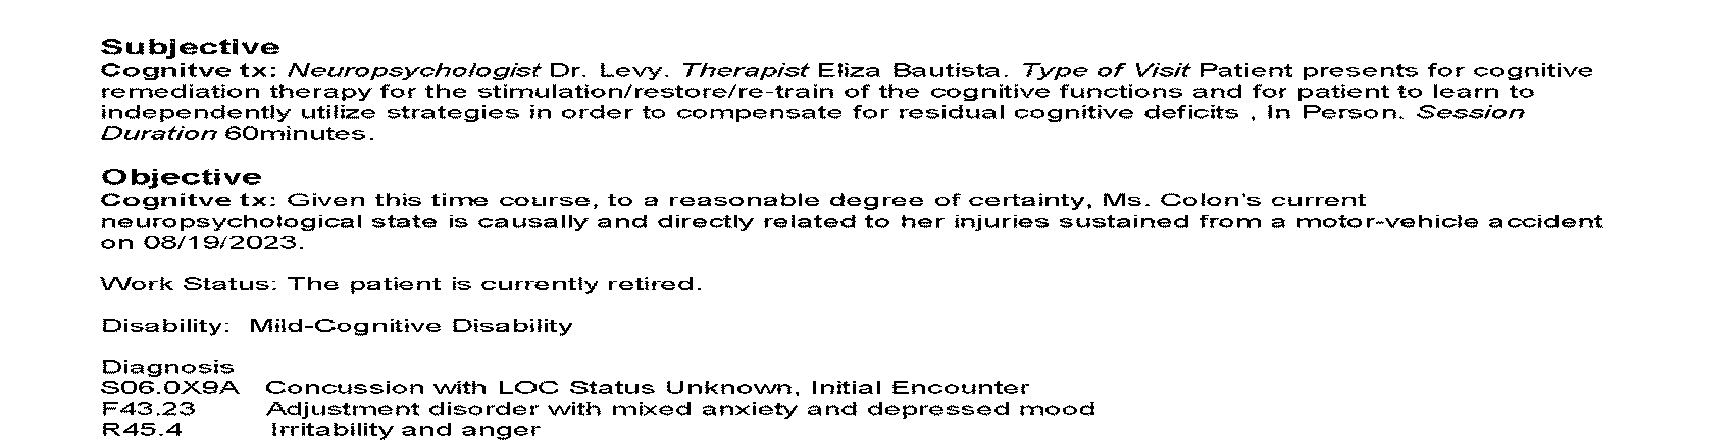 Subjective
Cognitve tx: Neuropsychologist Dr. Levy. Therapist Eliza Bautista. Type of Visit Patient presents for cognitive
remediation therapy for the stimulation/restore/re-train of the cognitive functions and for patient to learn to
independently utilize strategies in order to compensate for residual cognitive deficits , In Person. Session
Duration 60minutes.
Objective
Cognitve tx: Given this time course, to a reasonable degree of certainty, Ms. Colon's current
neuropsychological state is causally and directly related to her injuries sustained from a motor-vehicle accident
on 08/19/2023.
Work Status: The patient is currently retired.
Disability: Mild-Cognitive Disability
Diagnosis
S06.0X9A Concussion with LOC Status Unknown, Initial Encounter
F43.23 Adjustment disorder with mixed anxiety and depressed mood
R45.4 Irritability and anger